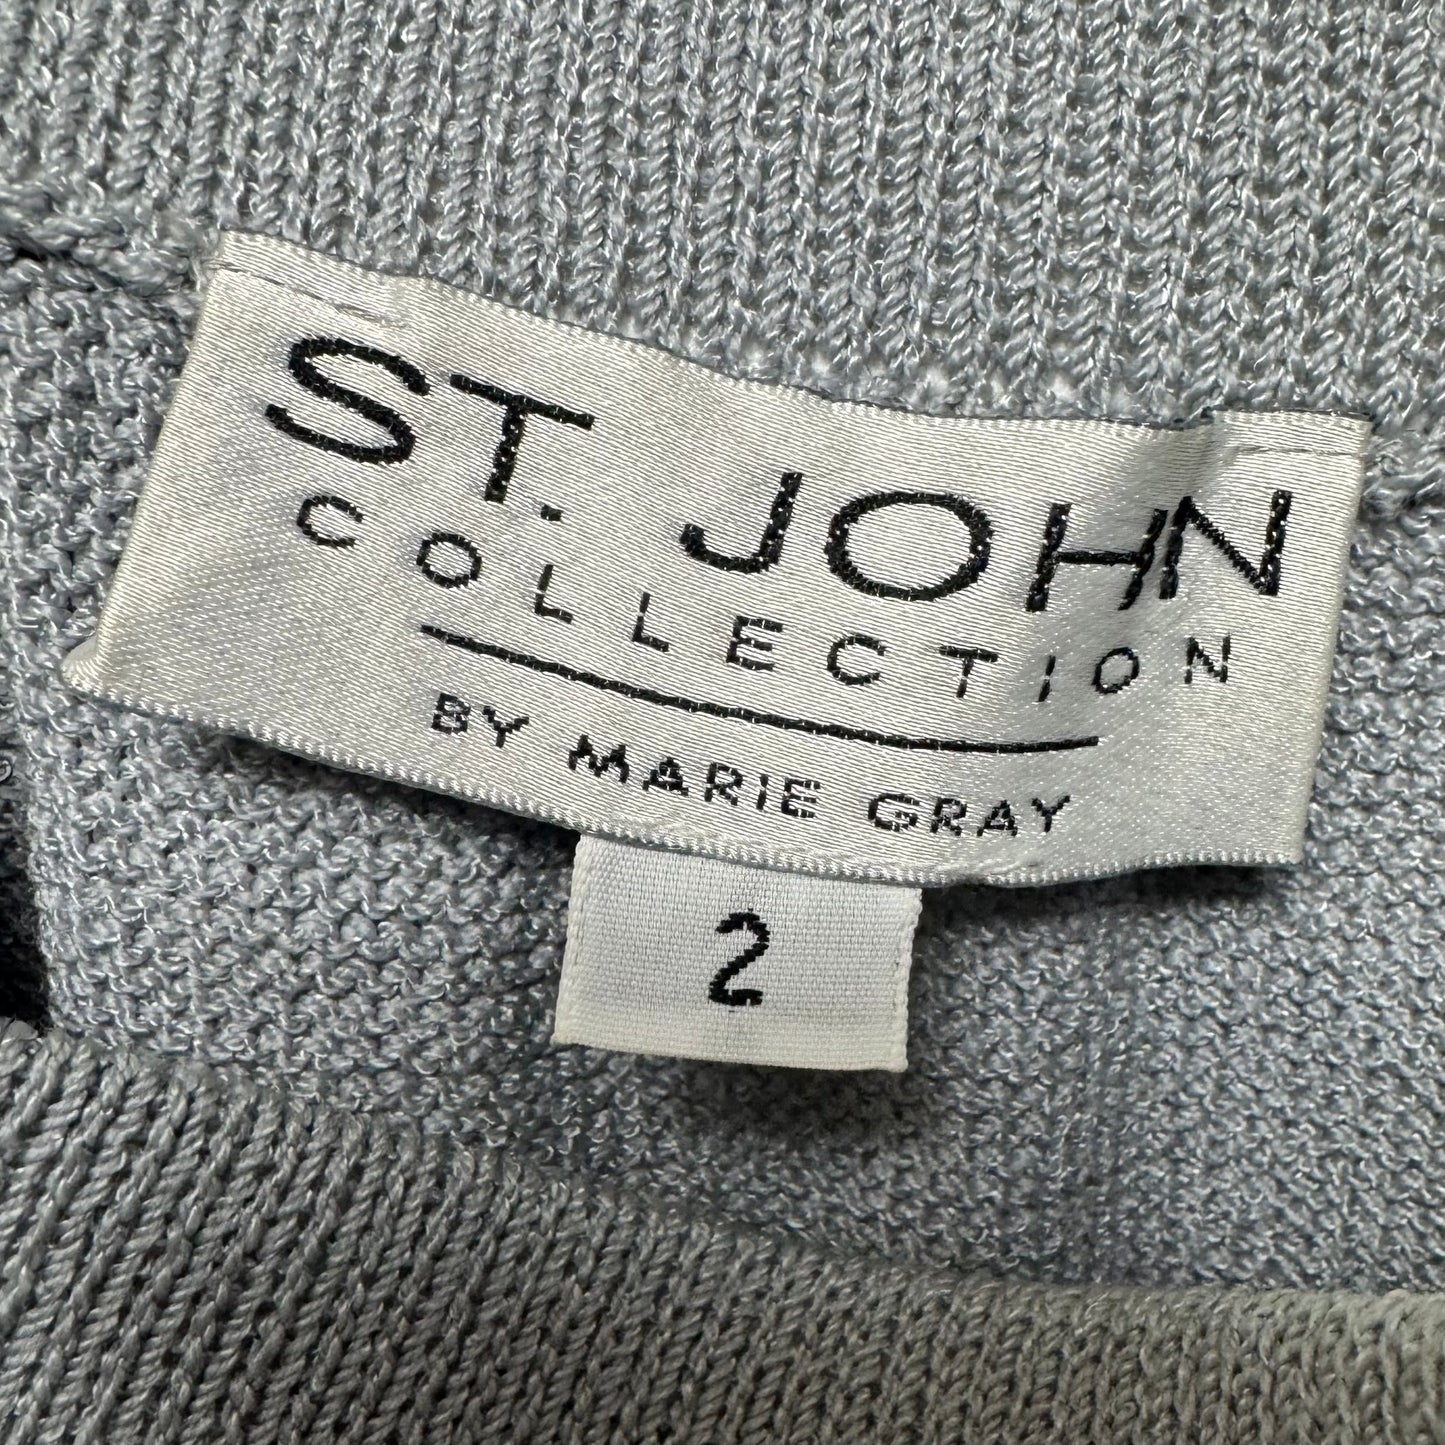 ST. JOHN
COLLECTION
BY MARIE GRAY
2